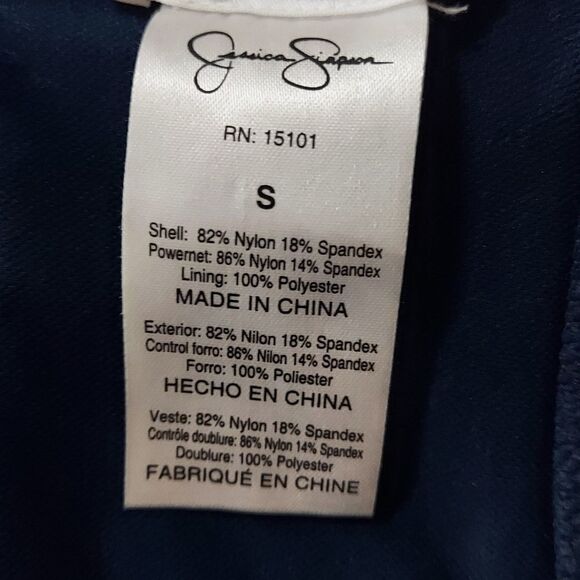 Jessica Simpson
RN: 15101
S
Shell: 82% Nylon 18% Spandex
Powernet: 86% Nylon 14% Spandex
Lining: 100% Polyester
MADE IN CHINA
Exterior: 82% Nilon 18% Spandex
Control forro: 86% Nilon 14% Spandex
Forro: 100% Poliester
HECHO EN CHINA
Veste: 82% Nylon 18% Spandex
Contrôle doublure: 86% Nylon 14% Spandex
Doublure: 100% Polyester
FABRIQUÉ EN CHINE